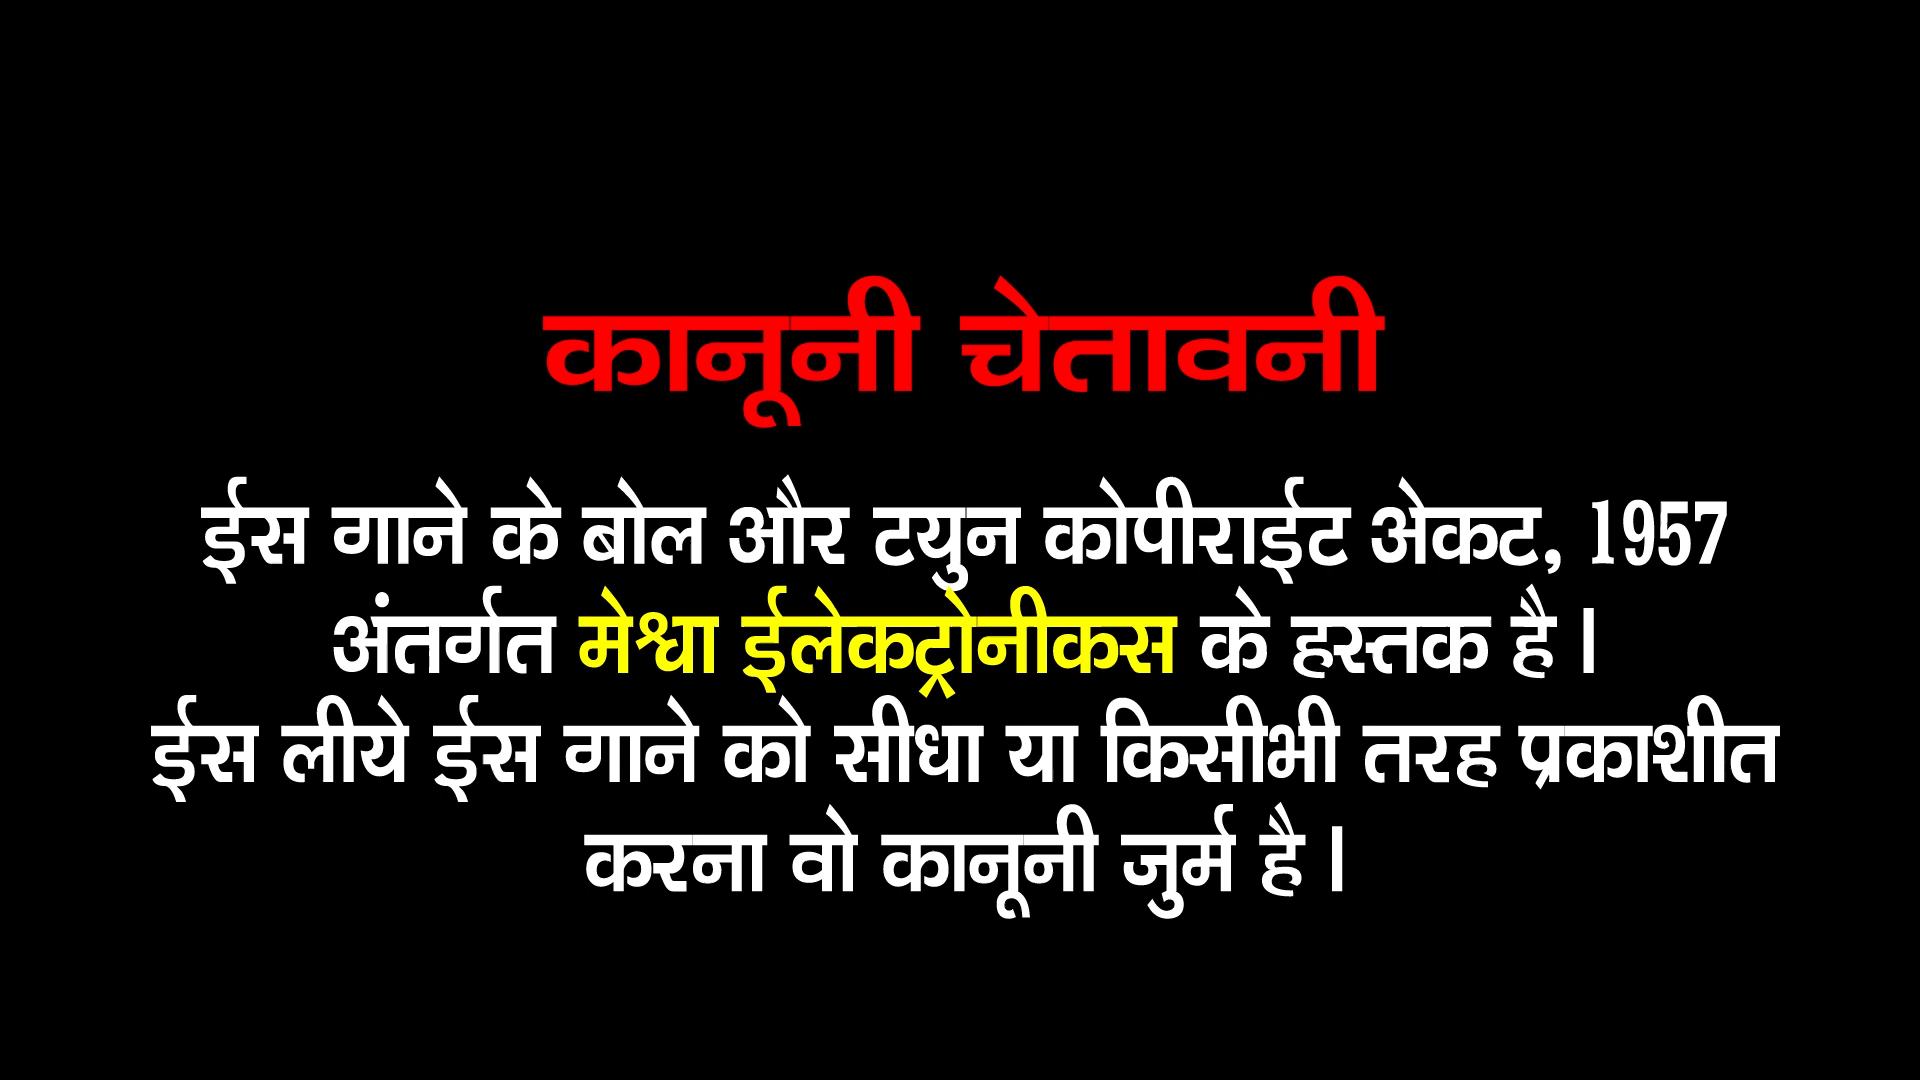 कानूनी चेतावनी
ईस गाने के बोल और टयुन कोपीराईट अेकट, 1957
अंतर्गत मेश्वा ईलेकट्रोनीकस के हस्तक है ।
ईस लीये ईस गाने को सीधा या किसीभी तरह प्रकाशीत
करना वो कानूनी जुर्म है ।